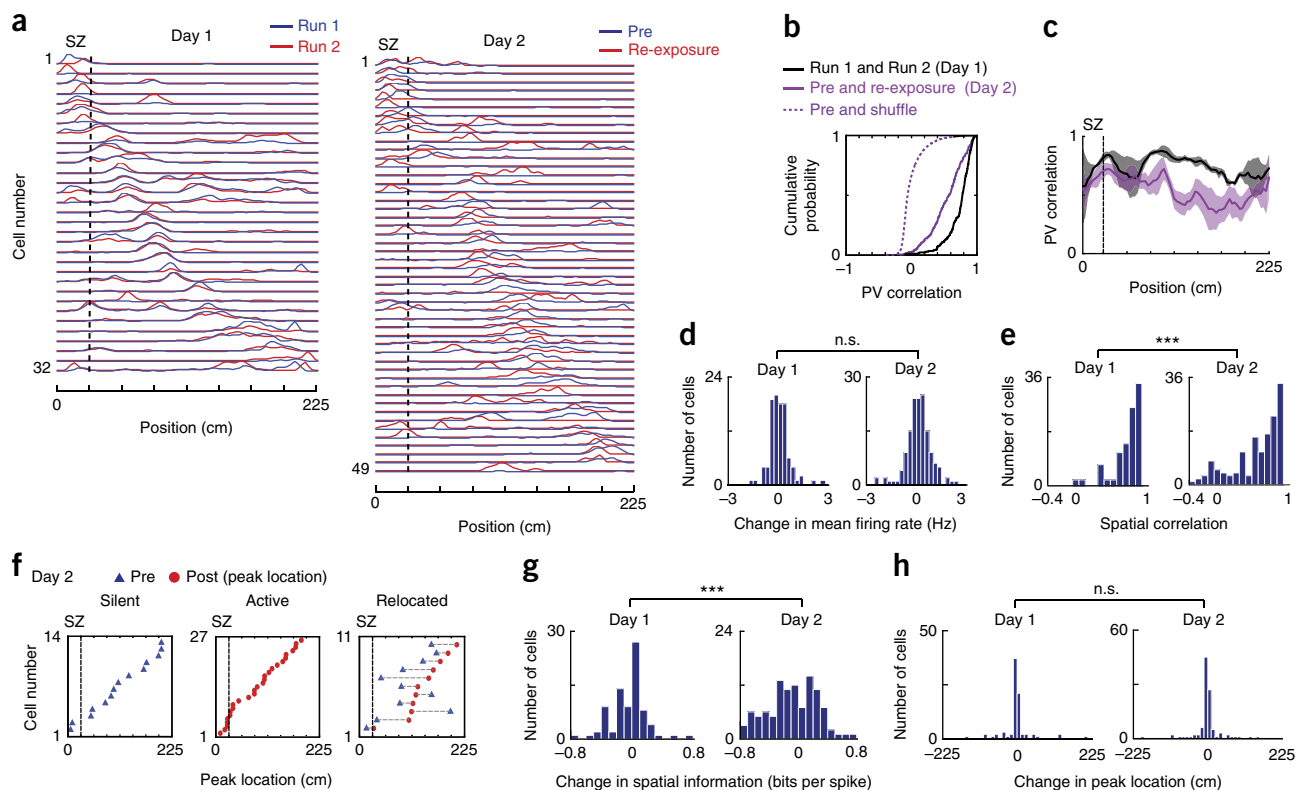 a
SZ
Day 1
Run 1
Run 2
1
Cell number
32
0
225
Position (cm)
SZ
Day 2
Pre
Re-exposure
1
49
0
225
Position (cm)
b
Run 1 and Run 2 (Day 1)
Pre and re-exposure (Day 2)
Pre and shuffle
Cumulative
probability
1
0
–1
0
1
PV correlation
c
SZ
PV correlation
1
0
0
225
Position (cm)
d
n.s.
Day 1
Day 2
Number of cells
24
0
–3
0
3
30
0
–3
0
3
Change in mean firing rate (Hz)
e
***
Day 1
Day 2
Number of cells
36
0
–0.4
0
1
36
0
–0.4
0
1
Spatial correlation
f
Day 2
Pre
Post (peak location)
Silent
Active
Relocated
SZ
SZ
SZ
Cell number
14
1
0
225
27
1
0
225
11
1
0
225
Peak location (cm)
g
***
Day 1
Day 2
Number of cells
30
0
–0.8
0
0.8
24
0
–0.8
0
0.8
Change in spatial information (bits per spike)
h
n.s.
Day 1
Day 2
Number of cells
50
0
–225
0
225
60
0
–225
0
225
Change in peak location (cm)